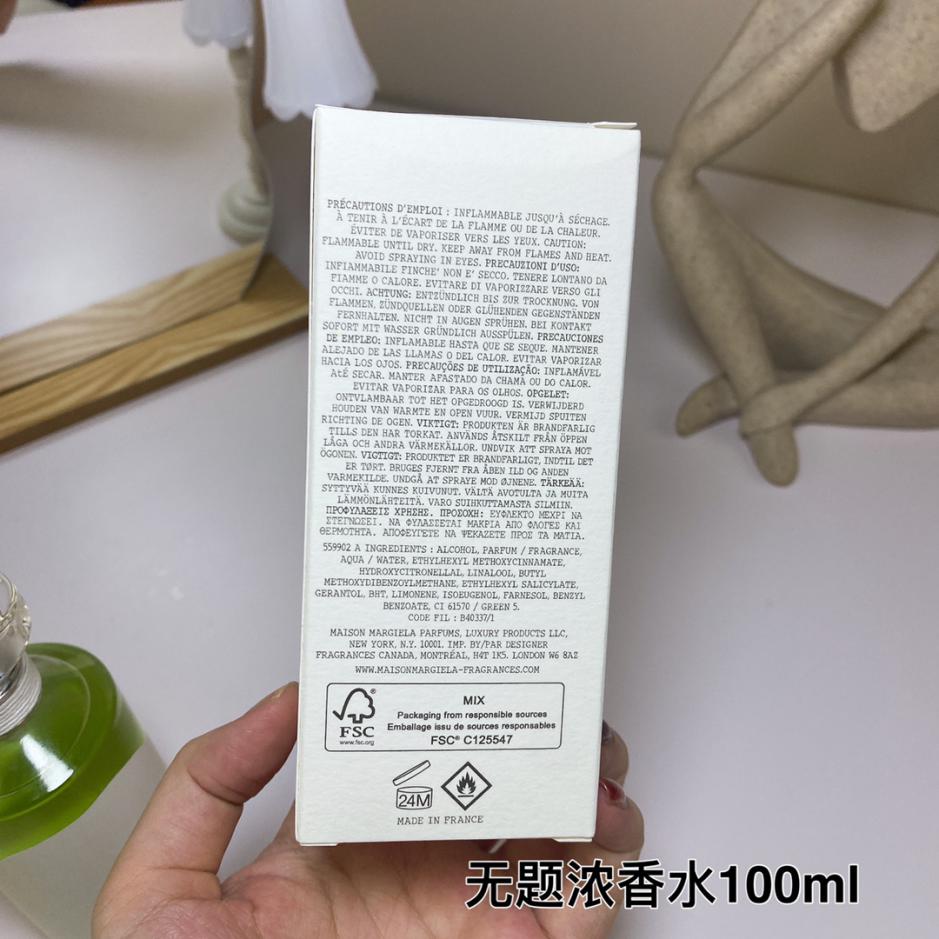 PRÉCAUTIONS D'EMPLOI : INFLAMMABLE JUSQU'À SÉCHAGE.
À TENIR À L'ÉCART DE LA FLAMME OU DE LA CHALEUR.
ÉVITER DE VAPORISER VERS LES YEUX. CAUTION:
FLAMMABLE UNTIL DRY. KEEP AWAY FROM FLAMES AND HEAT.
AVOID SPRAYING IN EYES. PRECAUZIONI D'USO:
INFIAMMABILE FINCHE' NON E' SECCO. TENERE LONTANO DA
FIAMME O CALORE. EVITARE DI VAPORIZZARE VERSO GLI
OCCHI. ACHTUNG: ENTZÜNDLICH BIS ZUR TROCKNUNG. VON
FLAMMEN, ZÜNDQUELLEN ODER GLÜHENDEN GEGENSTÄNDEN
FERNHALTEN. NICHT IN AUGEN SPRÜHEN. BEI KONTAKT
SOFORT MIT WASSER GRÜNDLICH AUSSPÜLEN. PRECAUCIONES
DE EMPLEO: INFLAMABLE HASTA QUE SE SEQUE. MANTENER
ALEJADO DE LAS LLAMAS O DEL CALOR. EVITAR VAPORIZAR
HACIA LOS OJOS. PRECAUÇÕES DE UTILIZAÇÃO: INFLAMÁVEL
AtÉ SECAR. MANTER AFASTADO DA CHAMA OU DO CALOR.
EVITAR VAPORIZAR PARA OS OLHOS. OPGELET:
ONTVLAMBAAR TOT HET OPGEDROOGD IS. VERWIJDERD
HOUDEN VAN WARMTE EN OPEN VUUR. VERMIJD SPUITEN
RICHTING DE OGEN. VIKTIGT: PRODUKTEN ÄR BRANDFARLIG
TILLS DEN HAR TORKAT. ANVÄNDS ÅTSKILT FRÅN ÖPPEN
LÅGA OCH ANDRA VÄRMEKÄLLOR. UNDVIK ATT SPRAYA MOT
ÖGONEN. VIGTIGT: PRODUKTET ER BRANDFARLIGT, INDTIL DET
ER TØRT. BRUGES FJERNT FRA ÅBEN ILD OG ANDEN
VARMEKILDE. UNDGÅ AT SPRAYE MOD ØJNENE. TÄRKEÄÄ:
SYTTYVÄÄ KUNNES KUIVUNUT. VÄLTÄ AVOTULTA JA MUITA
LÄMMÖNLÄHTEITÄ. VARO SUIHKUTTAMASTA SILMIIN.
ΠΡΟΦΥΛΑΞΕΙΣ ΧΡΗΣΗΣ. ΠΡΟΣΟΧΗ: ΕΥΦΛΕΚΤΟ ΜΕΧΡΙ ΝΑ
ΣΤΕΓΝΩΣΕΙ. ΝΑ ΦΥΛΑΣΣΕΤΑΙ ΜΑΚΡΙΑ ΑΠΟ ΦΛΟΓΕΣ ΚΑΙ
ΘΕΡΜΟΤΗΤΑ. ΑΠΟΦΕΥΓΕΤΕ ΝΑ ΨΕΚΑΖΕΤΕ ΠΡΟΣ ΤΑ ΜΑΤΙΑ.
559902 A INGREDIENTS : ALCOHOL, PARFUM / FRAGRANCE,
AQUA / WATER, ETHYLHEXYL METHOXYCINNAMATE,
HYDROXYCITRONELLAL, LINALOOL, BUTYL
METHOXYDIBENZOYLMETHANE, ETHYLHEXYL SALICYLATE,
GERANTOL, BHT, LIMONENE, ISOEUGENOL, FARNESOL, BENZYL
BENZOATE, CI 61570 / GREEN 5.
CODE FIL : B40337/1
MAISON MARGIELA PARFUMS, LUXURY PRODUCTS LLC,
NEW YORK, N.Y. 10001. IMP. BY/PAR DESIGNER
FRAGRANCES CANADA, MONTRÉAL, H4T 1K5. LONDON W6 8AZ
WWW.MAISONMARGIELA-FRAGRANCES.COM
FSC
www.fsc.org
MIX
Packaging from responsible sources
Emballage issu de sources responsables
FSC® C125547
24M
MADE IN FRANCE
无题浓香水100ml